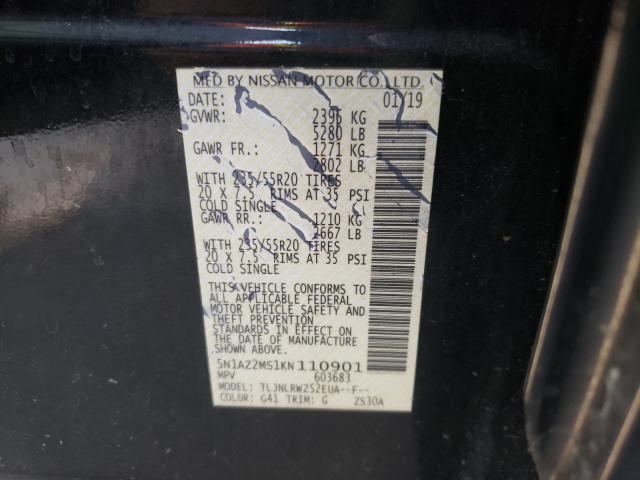 MFD BY NISSAN MOTOR CO., LTD.
DATE: 01/19
GVWR: 2395 KG
5280 LB
GAWR FR.: 1271 KG
2802 LB
WITH 235/55R20 TIRES
20 X 7.5 RIMS AT 35 PSI
COLD SINGLE
GAWR RR.: 1210 KG
2667 LB
WITH 235/55R20 TIRES
20 X 7.5 RIMS AT 35 PSI
COLD SINGLE
THIS VEHICLE CONFORMS TO
ALL APPLICABLE FEDERAL
MOTOR VEHICLE SAFETY AND
THEFT PREVENTION
STANDARDS IN EFFECT ON
THE DATE OF MANUFACTURE
SHOWN ABOVE.
5N1AZ2MS1KN110901
MPV 603683
MODEL: TLJNLRWZ52EUA--F--
COLOR: G41 TRIM: G 2S30A